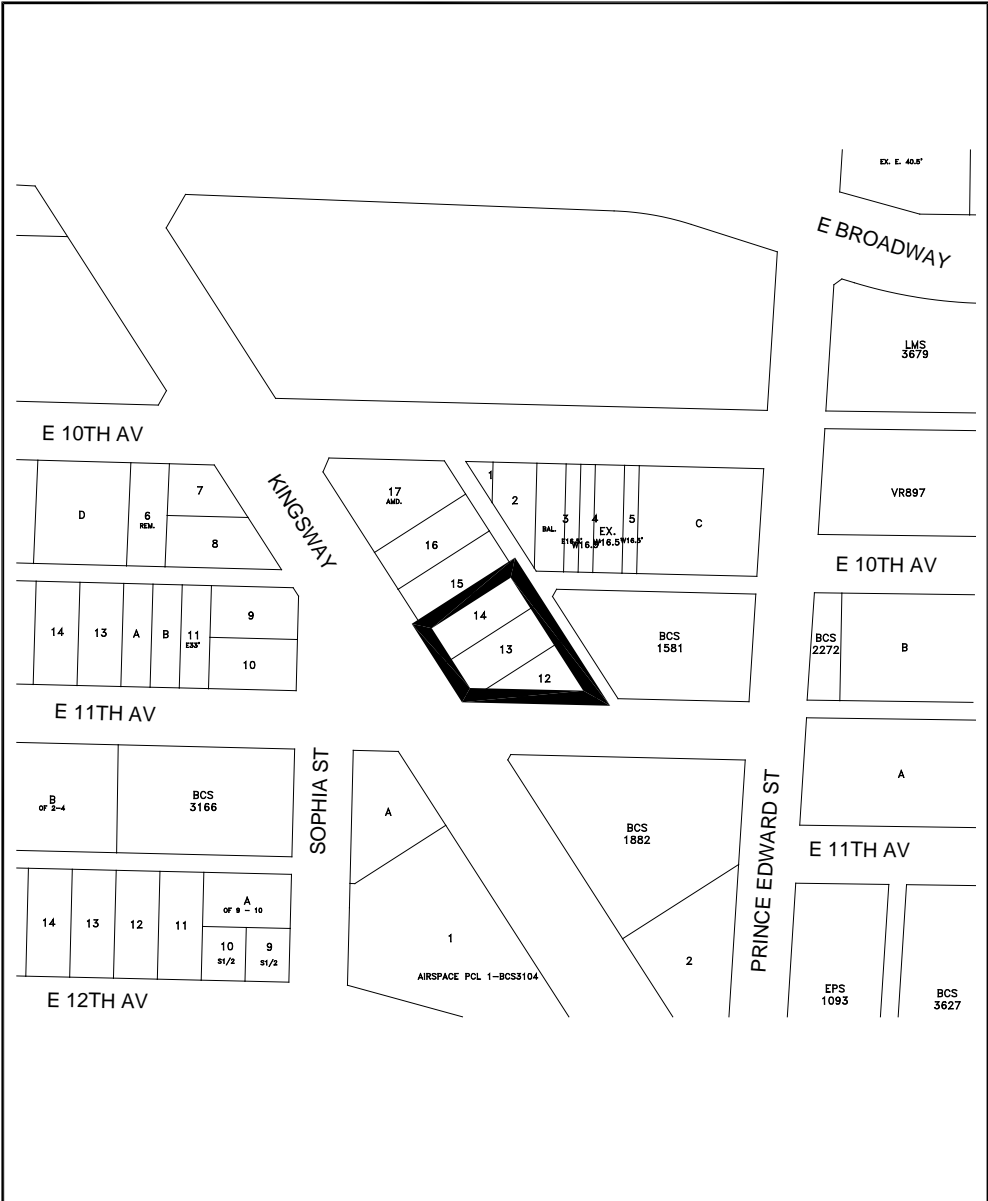 EX. E. 40.5'
E BROADWAY
LMS
3679
E 10TH AV
KINGSWAY
D
6
REM.
7
8
17
AMD.
16
15
14
13
12
1
2
BAL.
3
4
EX.
W16.5'
5
W16.5'
C
VR897
E 10TH AV
14
13
A
B
11
E33'
9
10
BCS
1581
BCS
2272
B
E 11TH AV
B
OF 2-4
BCS
3166
SOPHIA ST
A
BCS
1882
PRINCE EDWARD ST
A
E 11TH AV
14
13
12
11
A
OF 9 - 10
10
S1/2
9
S1/2
1
AIRSPACE PCL 1-BCS3104
2
EPS
1093
BCS
3627
E 12TH AV